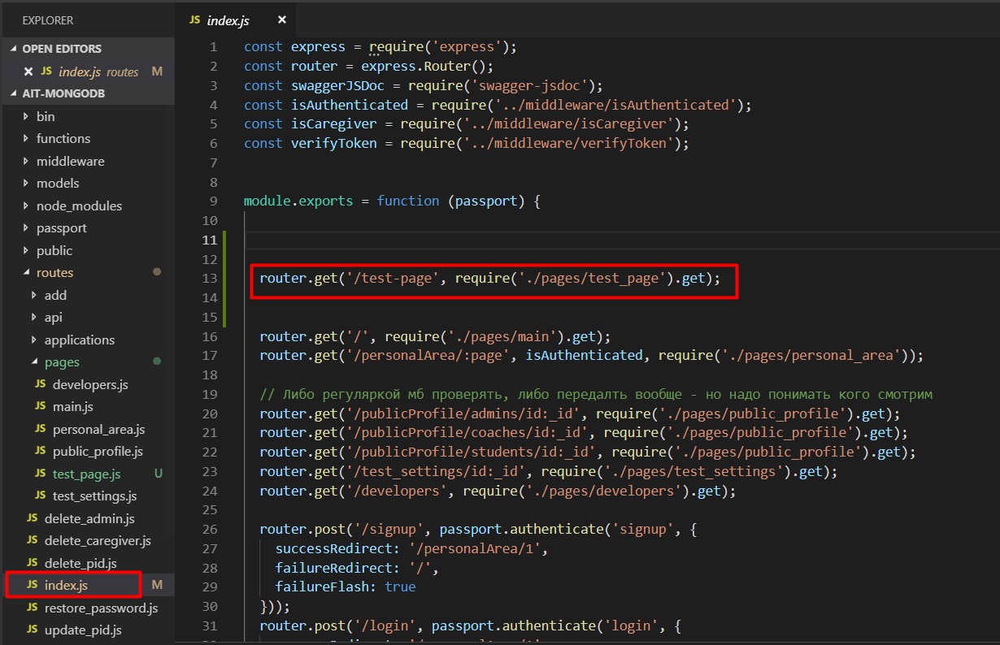 EXPLORER
OPEN EDITORS
JS index.js routes M
AIT-MONGODB
bin
functions
middleware
models
node_modules
passport
public
routes
add
api
applications
pages
JS developers.js
JS main.js
JS personal_area.js
JS public_profile.js
JS test_page.js U
JS test_settings.js
JS delete_admin.js
JS delete_caregiver.js
JS delete_pid.js
JS index.js M
JS restore_password.js
JS update_pid.js
JS index.js
1 const express = require('express');
2 const router = express.Router();
3 const swaggerJSDoc = require('swagger-jsdoc');
4 const isAuthenticated = require('../middleware/isAuthenticated');
5 const isCaregiver = require('../middleware/isCaregiver');
6 const verifyToken = require('../middleware/verifyToken');
7
8
9 module.exports = function (passport) {
10
11
12
13 router.get('/test-page', require('./pages/test_page').get);
14
15
16 router.get('/', require('./pages/main').get);
17 router.get('/personalArea/:page', isAuthenticated, require('./pages/personal_area'));
18
19 // Либо регуляркой мб проверять, либо передалть вообще - но надо понимать кого смотрим
20 router.get('/publicProfile/admins/id:_id', require('./pages/public_profile').get);
21 router.get('/publicProfile/coaches/id:_id', require('./pages/public_profile').get);
22 router.get('/publicProfile/students/id:_id', require('./pages/public_profile').get);
23 router.get('/test_settings/id:_id', require('./pages/test_settings').get);
24 router.get('/developers', require('./pages/developers').get);
25
26 router.post('/signup', passport.authenticate('signup', {
27 successRedirect: '/personalArea/1',
28 failureRedirect: '/',
29 failureFlash: true
30 }));
31 router.post('/login', passport.authenticate('login', {